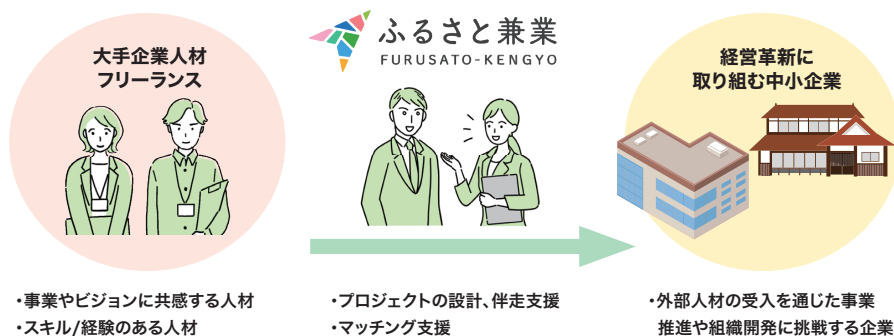 大手企業人材
フリーランス
・事業やビジョンに共感する人材
・スキル/経験のある人材
ふるさと兼業
FURUSATO-KENGYO
・プロジェクトの設計、伴走支援
・マッチング支援
経営革新に
取り組む中小企業
・外部人材の受入を通じた事業
推進や組織開発に挑戦する企業